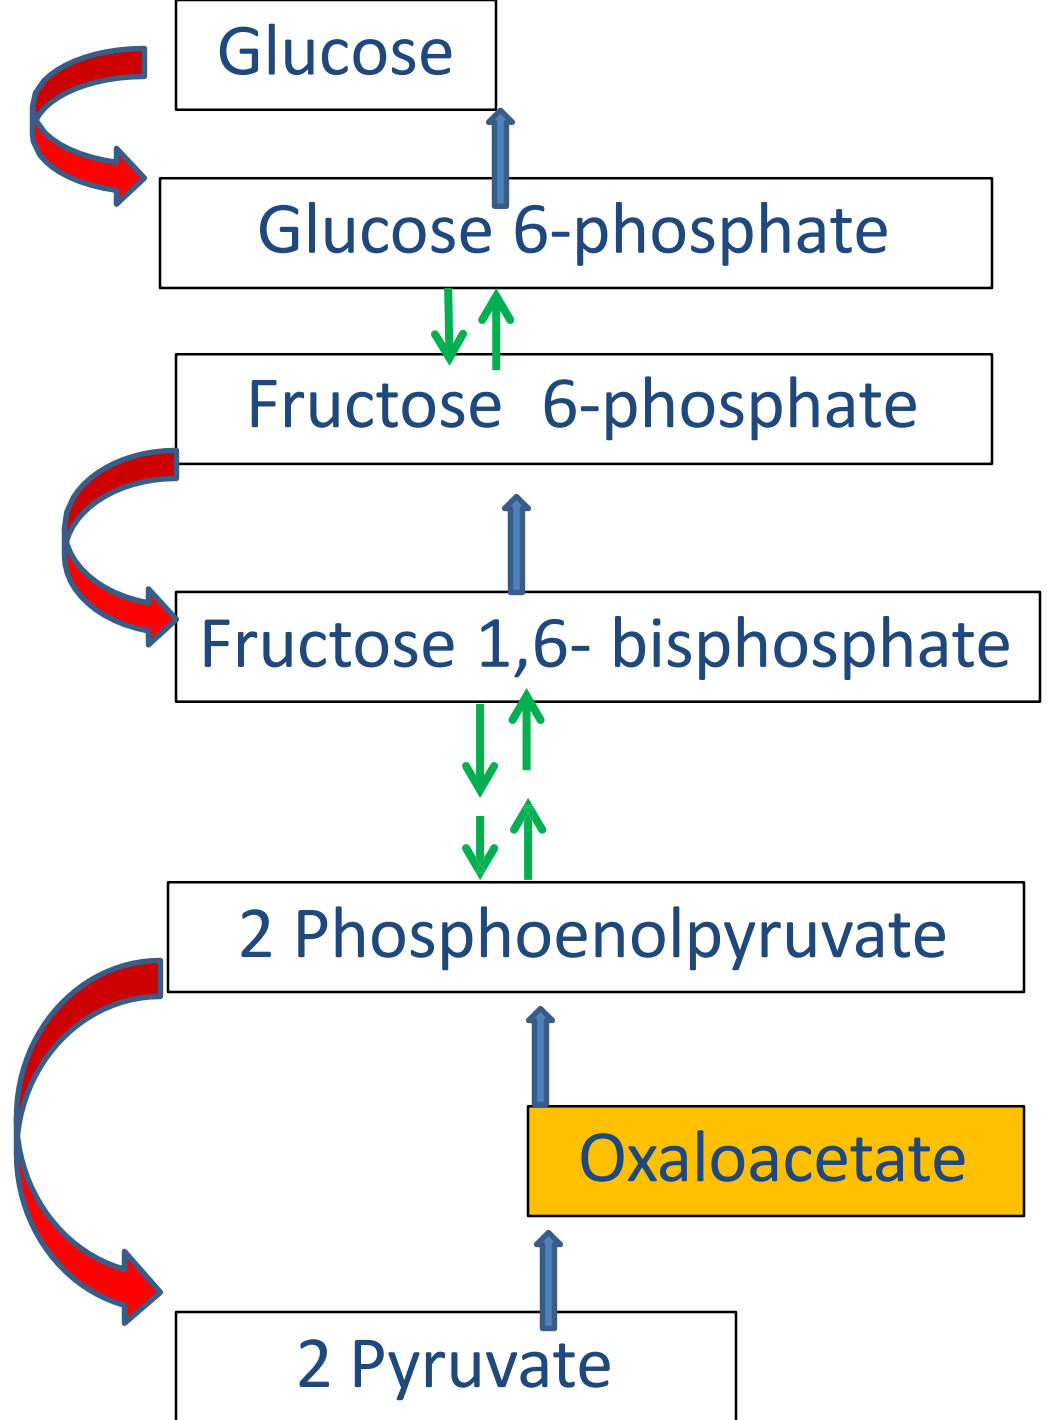 Glucose
Glucose 6-phosphate
Fructose 6-phosphate
Fructose 1,6- bisphosphate
2 Phosphoenolpyruvate
Oxaloacetate
2 Pyruvate